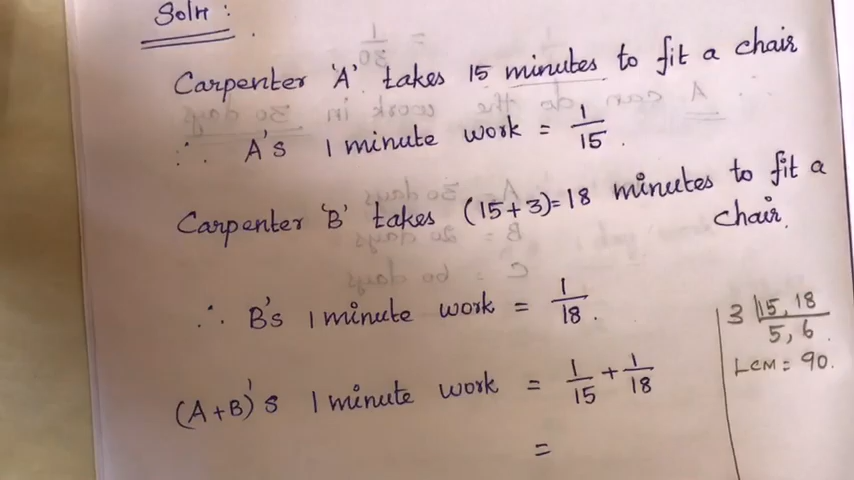 Soln :
Carpenter 'A' takes 15 minutes to fit a chair
∴ A's 1 minute work = 1/15.
Carpenter 'B' takes (15+3)=18 minutes to fit a
chair.
∴ B's 1 minute work = 1/18.
(A+B)'s 1 minute work = 1/15 + 1/18
=
3 | 15, 18
5, 6.
LCM = 90.